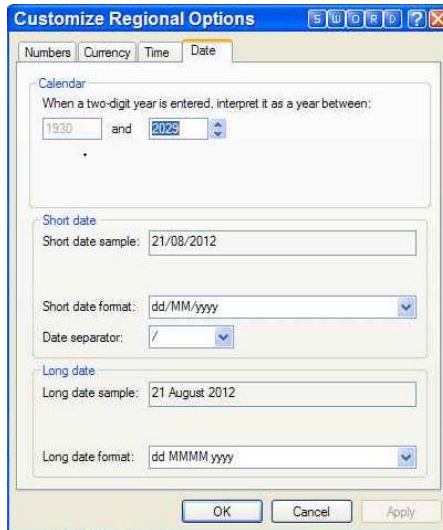 Customize Regional Options S W O R D ? X
Numbers Currency Time Date
Calendar
When a two-digit year is entered, interpret it as a year between:
1930 and 2029
Short date
Short date sample: 21/08/2012
Short date format: dd/MM/yyyy
Date separator: /
Long date
Long date sample: 21 August 2012
Long date format: dd MMMM yyyy
OK Cancel Apply